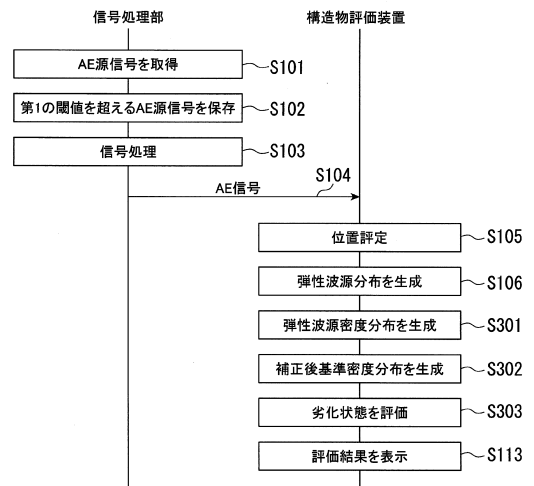 信号処理部
構造物評価装置
AE源信号を取得
S101
第1の閾値を超えるAE源信号を保存
S102
信号処理
S103
S104
AE信号
位置評定
S105
弾性波源分布を生成
S106
弾性波源密度分布を生成
S301
補正後基準密度分布を生成
S302
劣化状態を評価
S303
評価結果を表示
S113